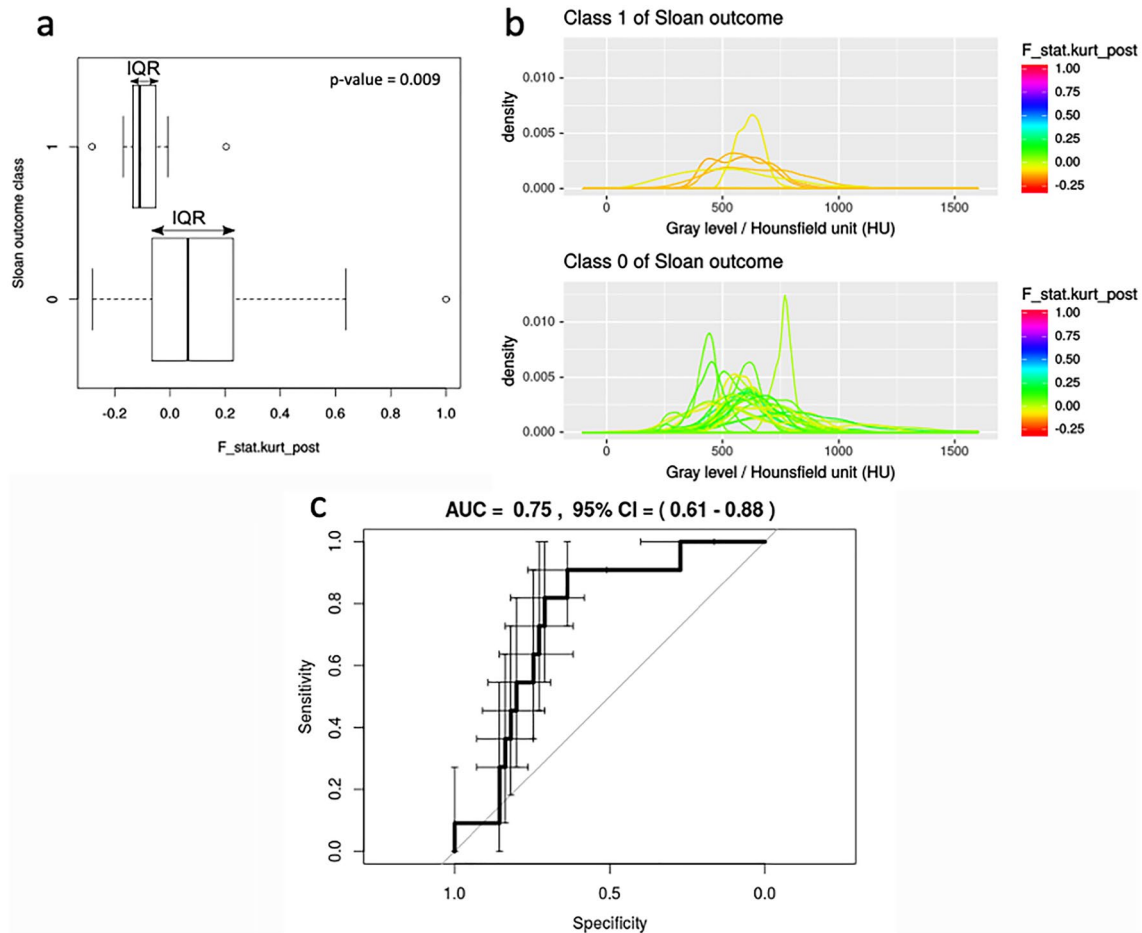 a
IQR
p-value = 0.009
IQR
Sloan outcome class
1
0
-0.2
0.0
0.2
0.4
0.6
0.8
1.0
F_stat.kurt_post
b
Class 1 of Sloan outcome
density
0.010
0.005
0.000
0
500
1000
1500
Gray level / Hounsfield unit (HU)
F_stat.kurt_post
1.00
0.75
0.50
0.25
0.00
-0.25
Class 0 of Sloan outcome
density
0.010
0.005
0.000
0
500
1000
1500
Gray level / Hounsfield unit (HU)
F_stat.kurt_post
1.00
0.75
0.50
0.25
0.00
-0.25
C
AUC = 0.75 , 95% CI = ( 0.61 - 0.88 )
Sensitivity
1.0
0.8
0.6
0.4
0.2
0.0
1.0
0.5
0.0
Specificity